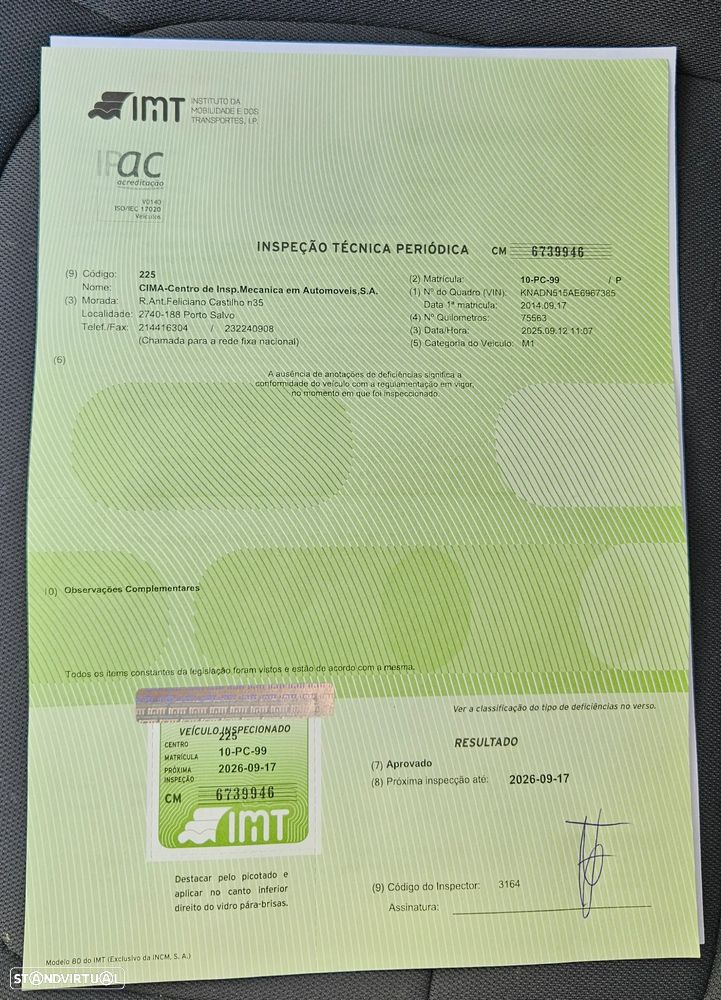 IMT INSTITUTO DA
MOBILIDADE E DOS
TRANSPORTES, I.P.
IPAC
acreditação
V0140
ISO/IEC 17020
Veículos
INSPEÇÃO TÉCNICA PERIÓDICA CM 6739946
(9) Código: 225
Nome: CIMA-Centro de Insp.Mecanica em Automoveis,S.A.
(3) Morada: R.Ant.Feliciano Castilho n35
Localidade: 2740-188 Porto Salvo
Telef./Fax: 214416304 / 232240908
(Chamada para a rede fixa nacional)
(2) Matrícula: 10-PC-99 / P
(1) Nº do Quadro (VIN): KNADN515AE6967385
Data 1ª matrícula: 2014.09.17
(4) Nº Quilometros: 75563
(3) Data/Hora: 2025.09.12 11:07
(5) Categoria do Veículo: M1
(6)
A ausência de anotações de deficiências significa a
conformidade do veículo com a regulamentação em vigor,
no momento em que foi inspeccionado.
10) Observações Complementares
Todos os items constantes da legislação foram vistos e estão de acordo com a mesma.
Ver a classificação do tipo de deficiências no verso.
VEÍCULO INSPECIONADO
CENTRO 225
MATRÍCULA 10-PC-99
PRÓXIMA
INSPEÇÃO 2026-09-17
CM 6739946
IMT
RESULTADO
(7) Aprovado
(8) Próxima inspecção até: 2026-09-17
Destacar pelo picotado e
aplicar no canto inferior
direito do vidro pára-brisas.
(9) Código do Inspector: 3164
Assinatura:
Modelo 80 do IMT (Exclusivo da INCM, S. A.)
STANDVIRTUAL